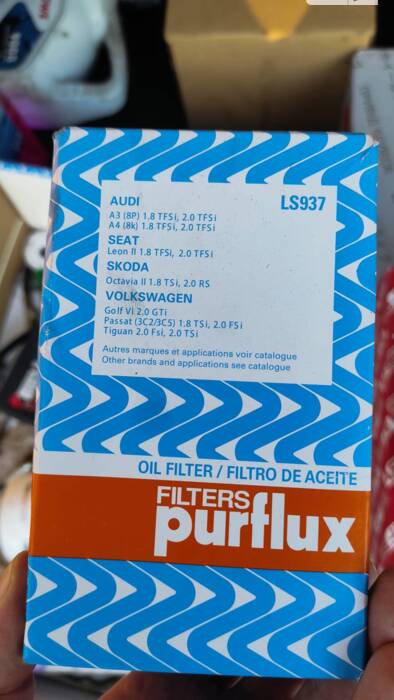 AUDI LS937
A3 (8P) 1.8 TFSi, 2.0 TFSi
A4 (8k) 1.8 TFSi, 2.0 TFSi
SEAT
Leon II 1.8 TFSi, 2.0 TFSi
SKODA
Octavia II 1.8 TSi, 2.0 RS
VOLKSWAGEN
Golf VI 2.0 GTi
Passat (3C2/3C5) 1.8 TSi, 2.0 FSi
Tiguan 2.0 Fsi, 2.0 TSi
Autres marques et applications voir catalogue
Other brands and applications see catalogue
OIL FILTER / FILTRO DE ACEITE
FILTERS
purflux